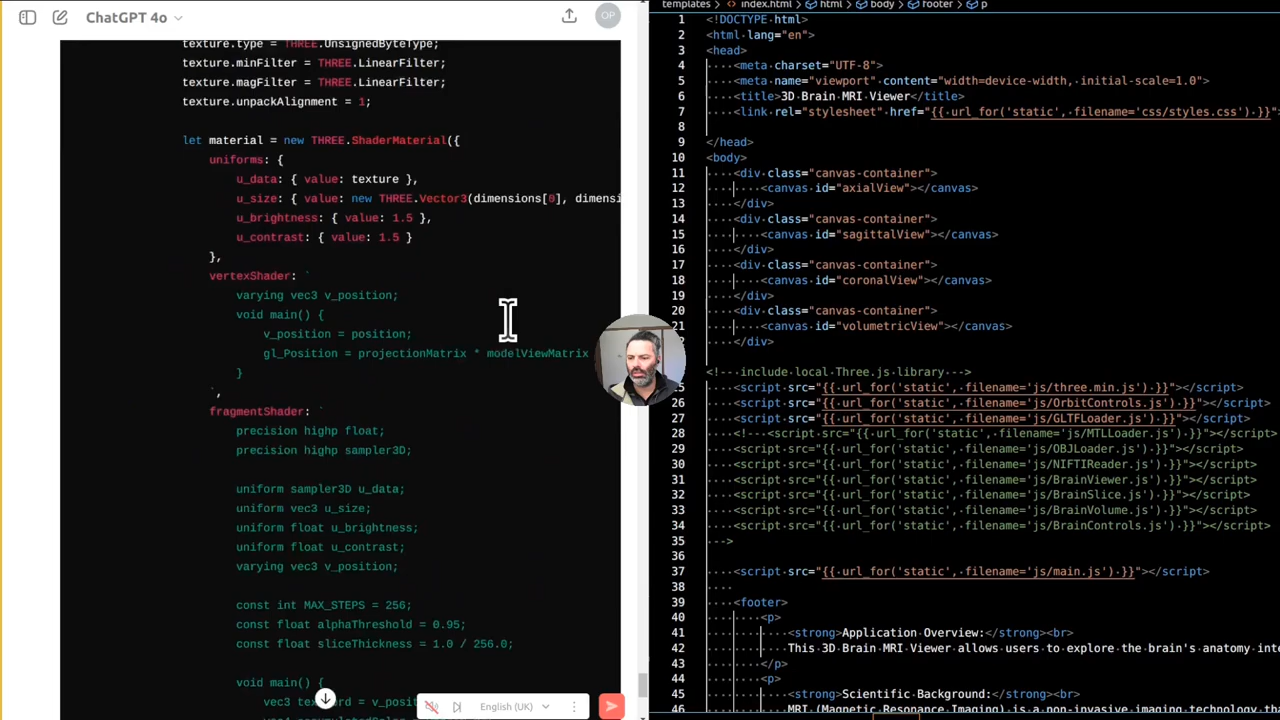 ChatGPT 4o
OP
texture.type = THREE.UnsignedByteType;
texture.minFilter = THREE.LinearFilter;
texture.magFilter = THREE.LinearFilter;
texture.unpackAlignment = 1;
let material = new THREE.ShaderMaterial({
uniforms: {
u_data: { value: texture },
u_size: { value: new THREE.Vector3(dimensions[0], dimensi
u_brightness: { value: 1.5 },
u_contrast: { value: 1.5 }
},
vertexShader: `
varying vec3 v_position;
void main() {
v_position = position;
gl_Position = projectionMatrix * modelViewMatrix
}
`,
fragmentShader: `
precision highp float;
precision highp sampler3D;
uniform sampler3D u_data;
uniform vec3 u_size;
uniform float u_brightness;
uniform float u_contrast;
varying vec3 v_position;
const int MAX_STEPS = 256;
const float alphaThreshold = 0.95;
const float sliceThickness = 1.0 / 256.0;
void main() {
= v_posit
English (UK)
templates > index.html > html > body > footer > p
1 <!DOCTYPE html>
2 <html lang="en">
3 <head>
4 <meta charset="UTF-8">
5 <meta name="viewport" content="width=device-width, initial-scale=1.0">
6 <title>3D Brain MRI Viewer</title>
7 <link rel="stylesheet" href="{{ url_for('static', filename='css/styles.css') }}"
8
9 </head>
10 <body>
11 <div class="canvas-container">
12 <canvas id="axialView"></canvas>
13 </div>
14 <div class="canvas-container">
15 <canvas id="sagittalView"></canvas>
16 </div>
17 <div class="canvas-container">
18 <canvas id="coronalView"></canvas>
19 </div>
20 <div class="canvas-container">
21 <canvas id="volumetricView"></canvas>
</div>
<!-- include local Three.js library -->
<script src="{{ url_for('static', filename='js/three.min.js') }}"></script>
26 <script src="{{ url_for('static', filename='js/OrbitControls.js') }}"></script>
27 <script src="{{ url_for('static', filename='js/GLTFLoader.js') }}"></script>
28 <!-- <script src="{{ url_for('static', filename='js/MTLLoader.js') }}"></script>
29 <script src="{{ url_for('static', filename='js/OBJLoader.js') }}"></script>
30 <script src="{{ url_for('static', filename='js/NIFTIReader.js') }}"></script>
31 <script src="{{ url_for('static', filename='js/BrainViewer.js') }}"></script>
32 <script src="{{ url_for('static', filename='js/BrainSlice.js') }}"></script>
33 <script src="{{ url_for('static', filename='js/BrainVolume.js') }}"></script>
34 <script src="{{ url_for('static', filename='js/BrainControls.js') }}"></script>
35 -->
36
37 <script src="{{ url_for('static', filename='js/main.js') }}"></script>
38
39 <footer>
40 <p>
41 <strong>Application Overview:</strong><br>
42 This 3D Brain MRI Viewer allows users to explore the brain's anatomy inte
43 </p>
44 <p>
45 <strong>Scientific Background:</strong><br>
46 MRI (Magnetic Resonance Imaging) is a non-invasive imaging technology tha